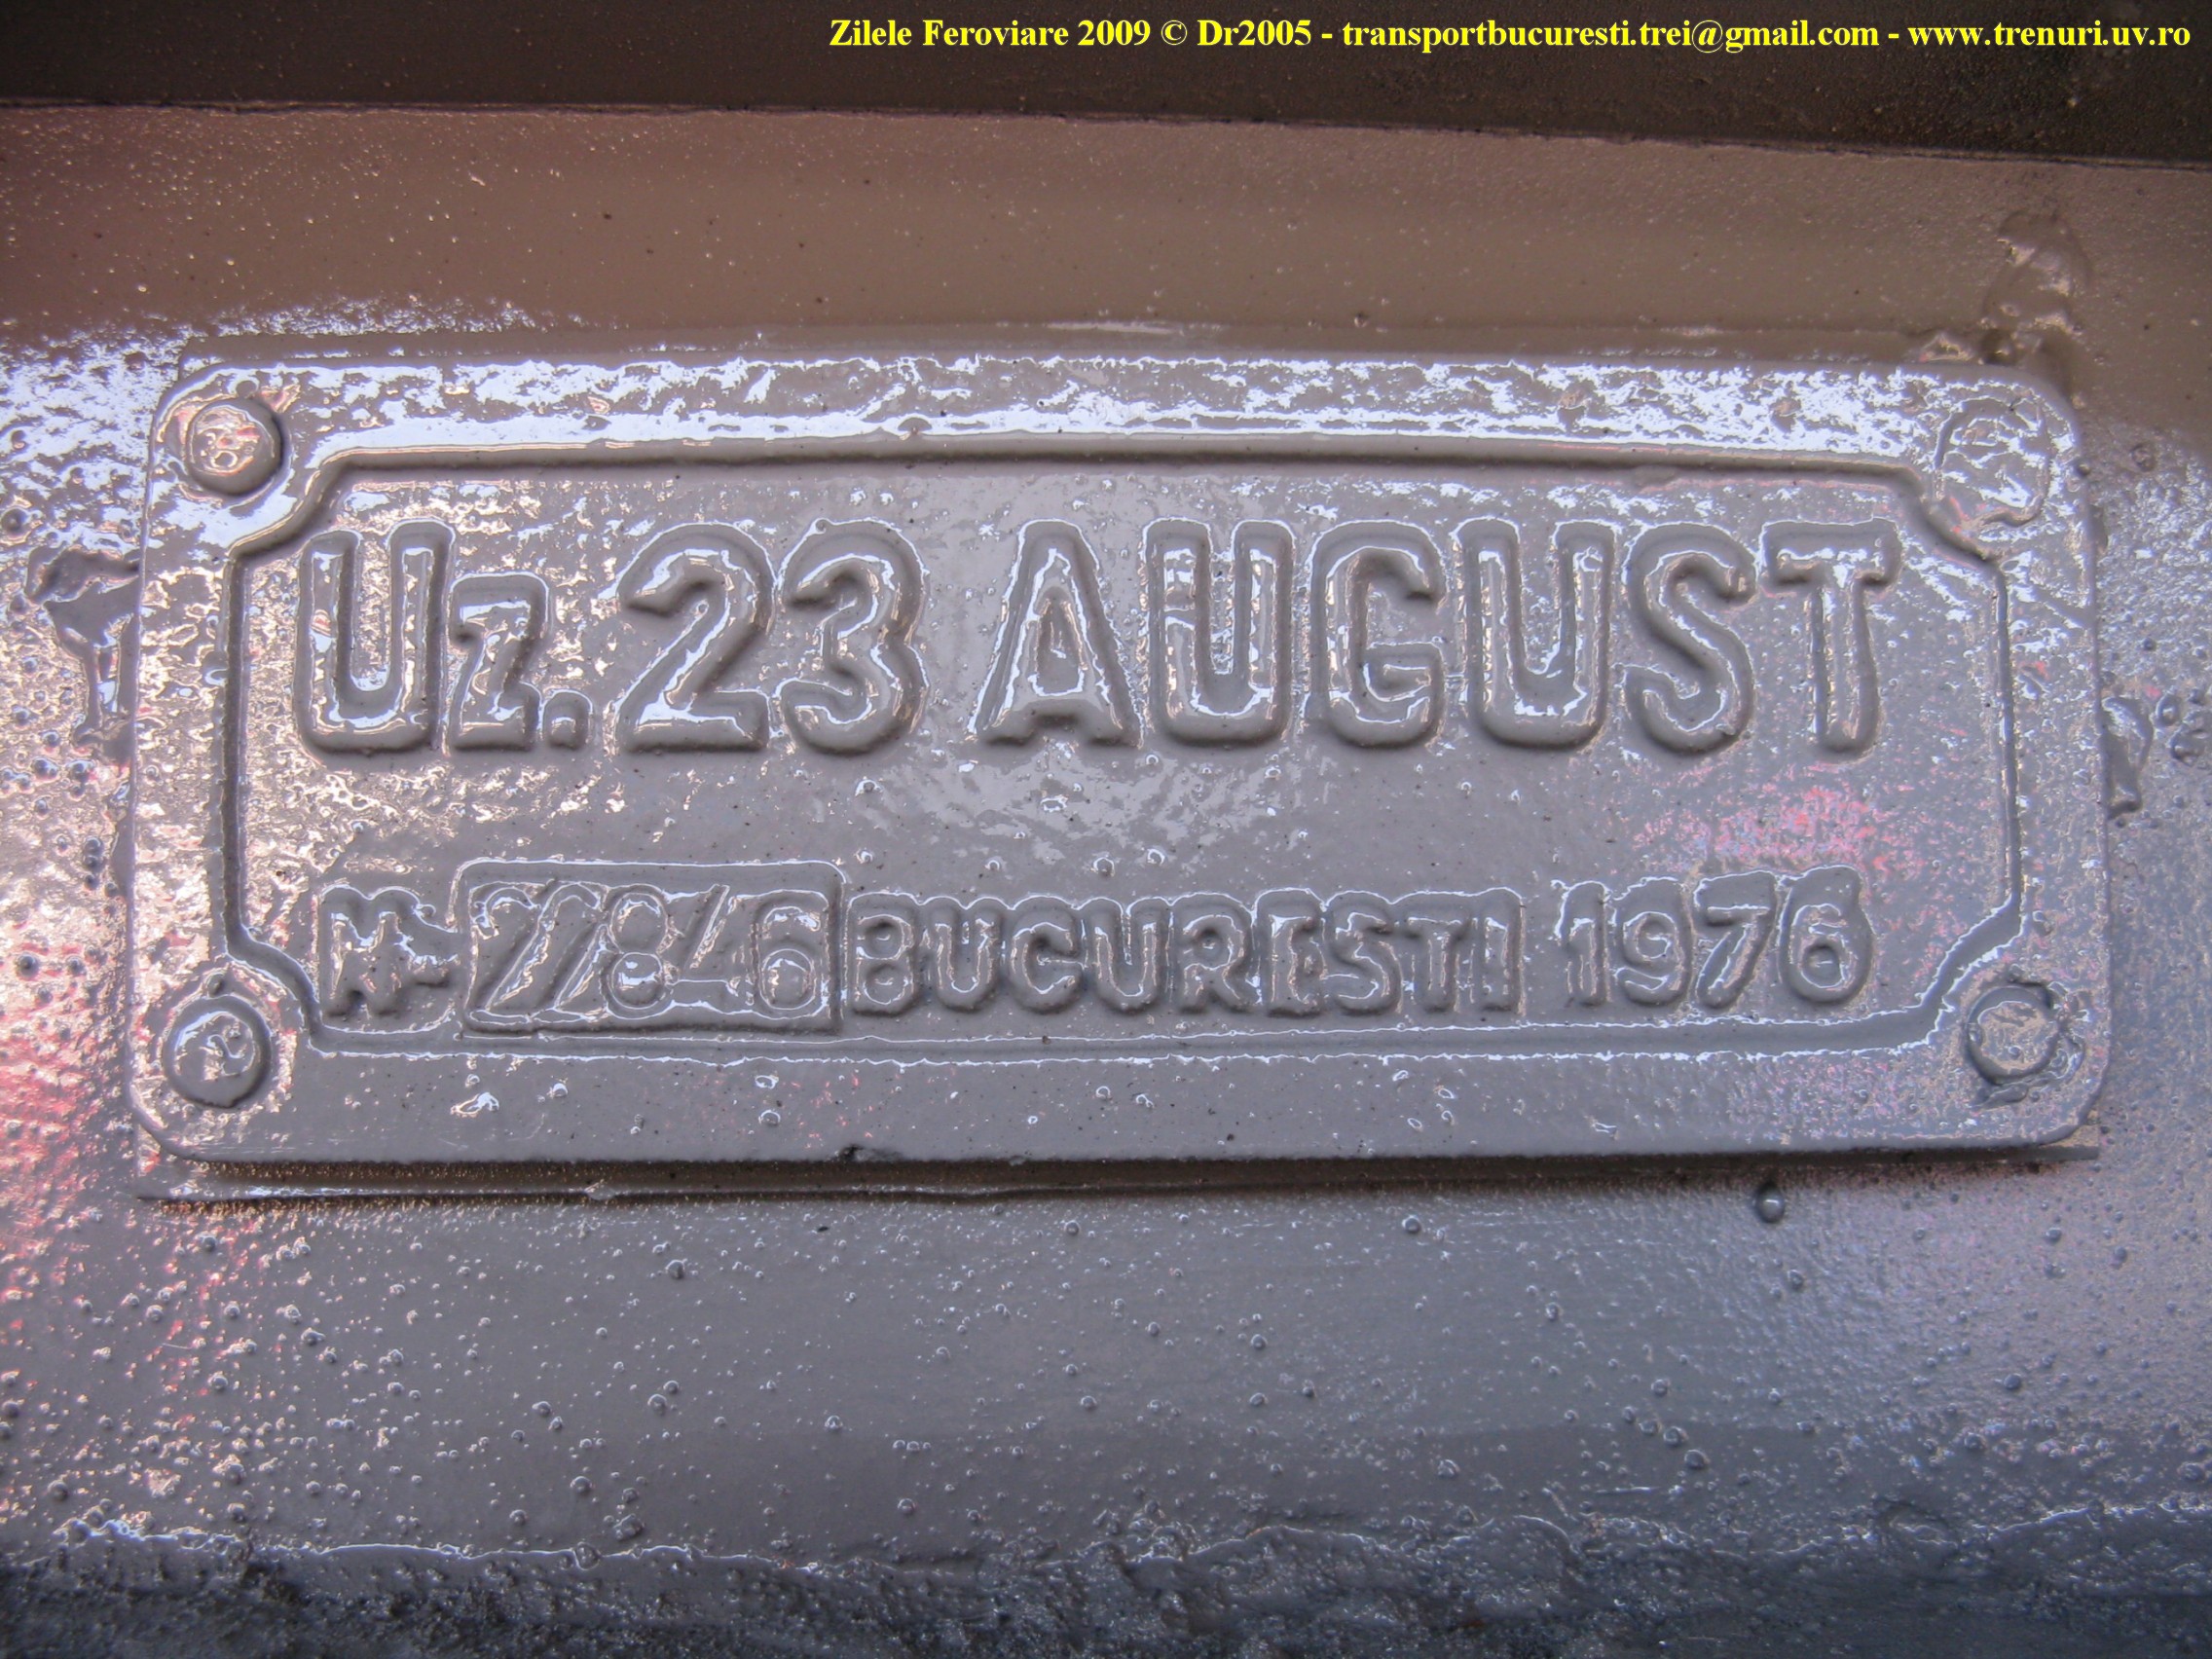 Zilele Feroviare 2009 © Dr2005 - transportbucuresti.trei@gmail.com - www.trenuri.uv.ro
Uz. 23 AUGUST
BUCURESTI 1976